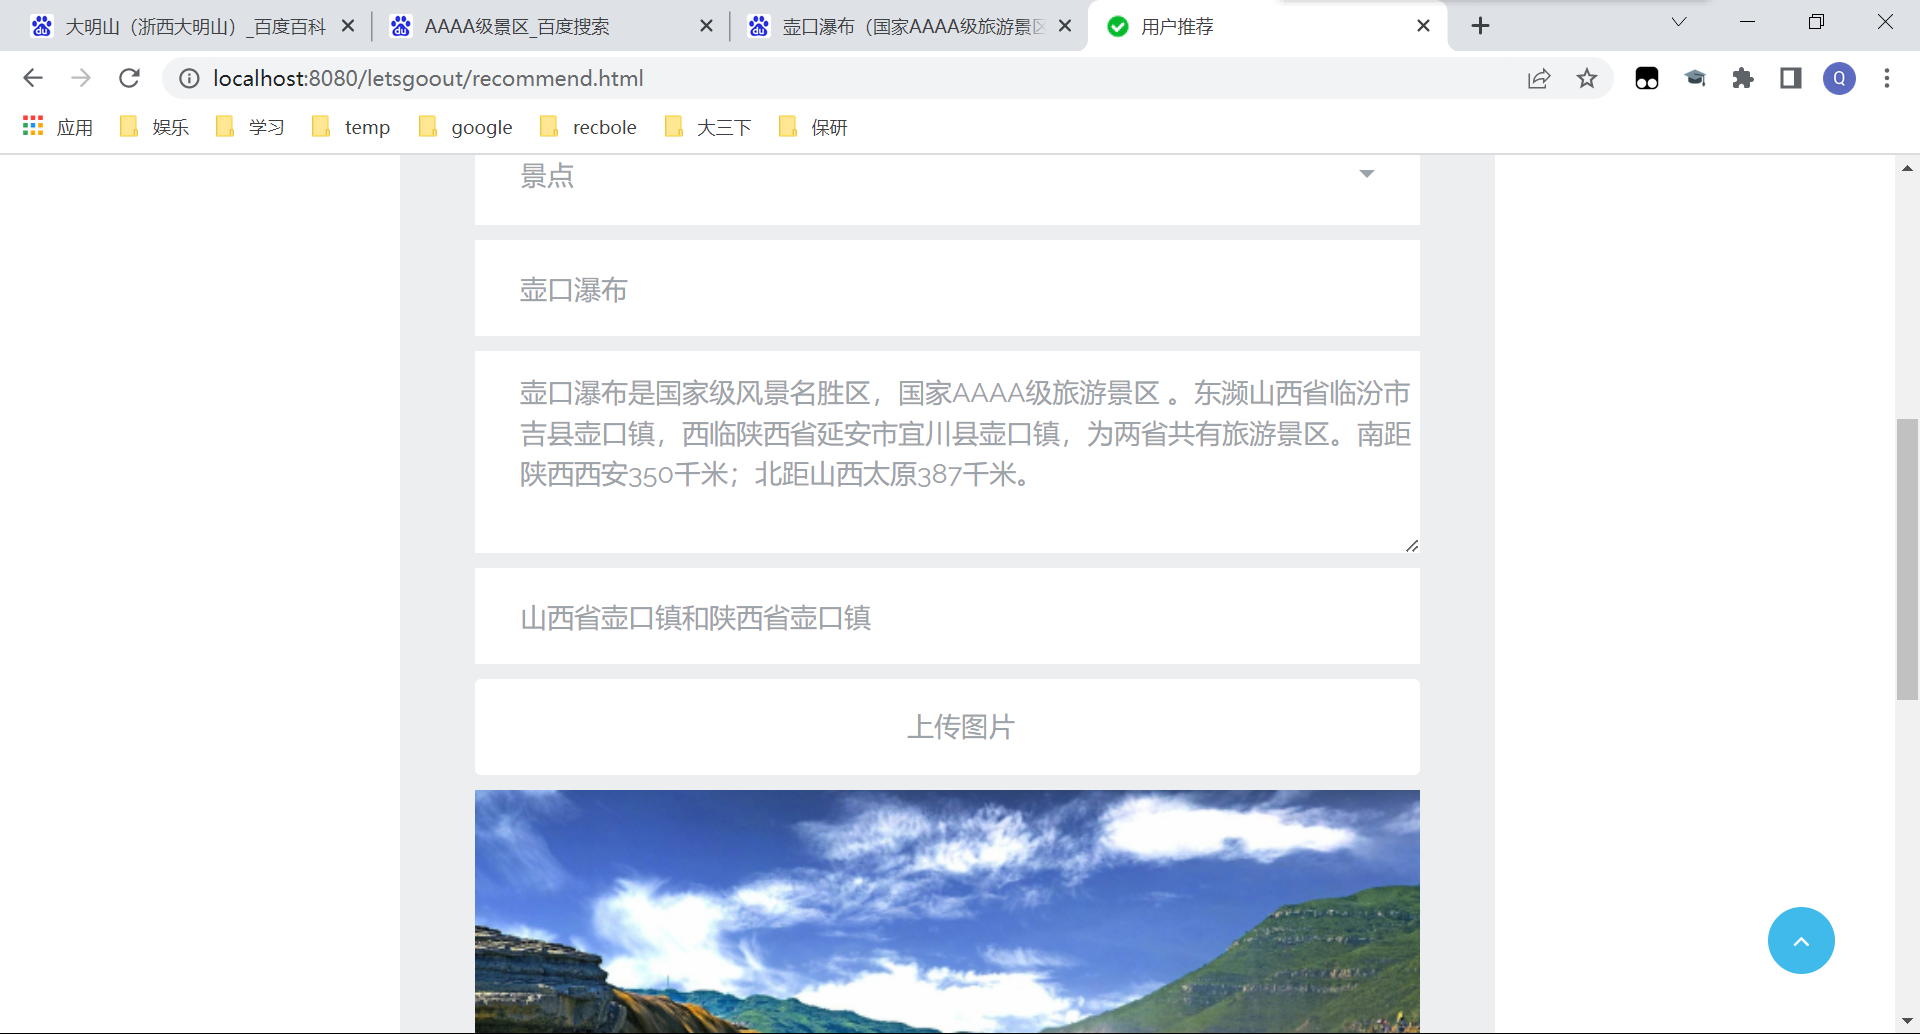 大明山（浙西大明山）_百度百科
AAAA级景区_百度搜索
壶口瀑布（国家AAAA级旅游景区
用户推荐
localhost:8080/letsgoout/recommend.html
Q
应用
娱乐
学习
temp
google
recbole
大三下
保研
景点
壶口瀑布
壶口瀑布是国家级风景名胜区，国家AAAA级旅游景区 。东濒山西省临汾市
吉县壶口镇，西临陕西省延安市宜川县壶口镇，为两省共有旅游景区。南距
陕西西安350千米；北距山西太原387千米。
山西省壶口镇和陕西省壶口镇
上传图片